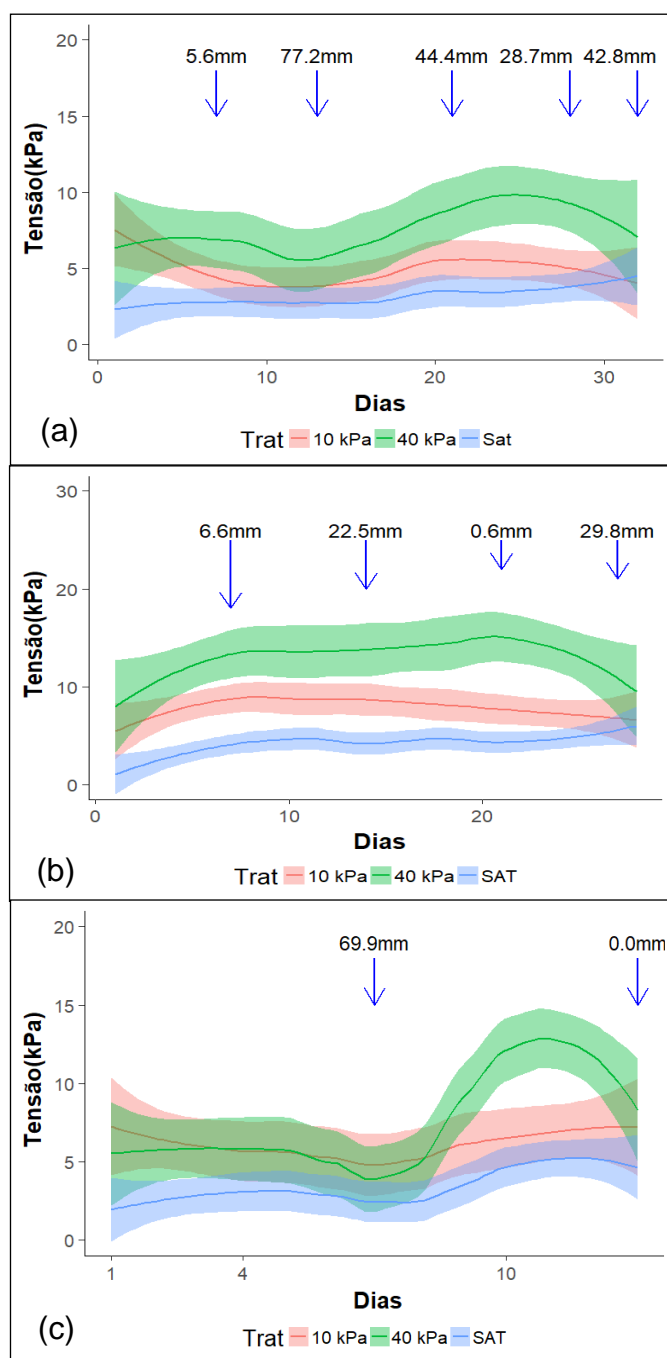 20
5.6mm 77.2mm 44.4mm 28.7mm 42.8mm
15
Tensão(kPa)
10
5
0
0 10 20 30
Dias
(a)
Trat 10 kPa 40 kPa Sat
30
6.6mm 22.5mm 0.6mm 29.8mm
20
Tensão(kPa)
10
0
0 20
Dias
(b)
Trat 10 kPa 40 kPa SAT
20
69.9mm 0.0mm
15
Tensão(kPa)
10
5
0
1 4 10
Dias
(c)
Trat 10 kPa 40 kPa SAT